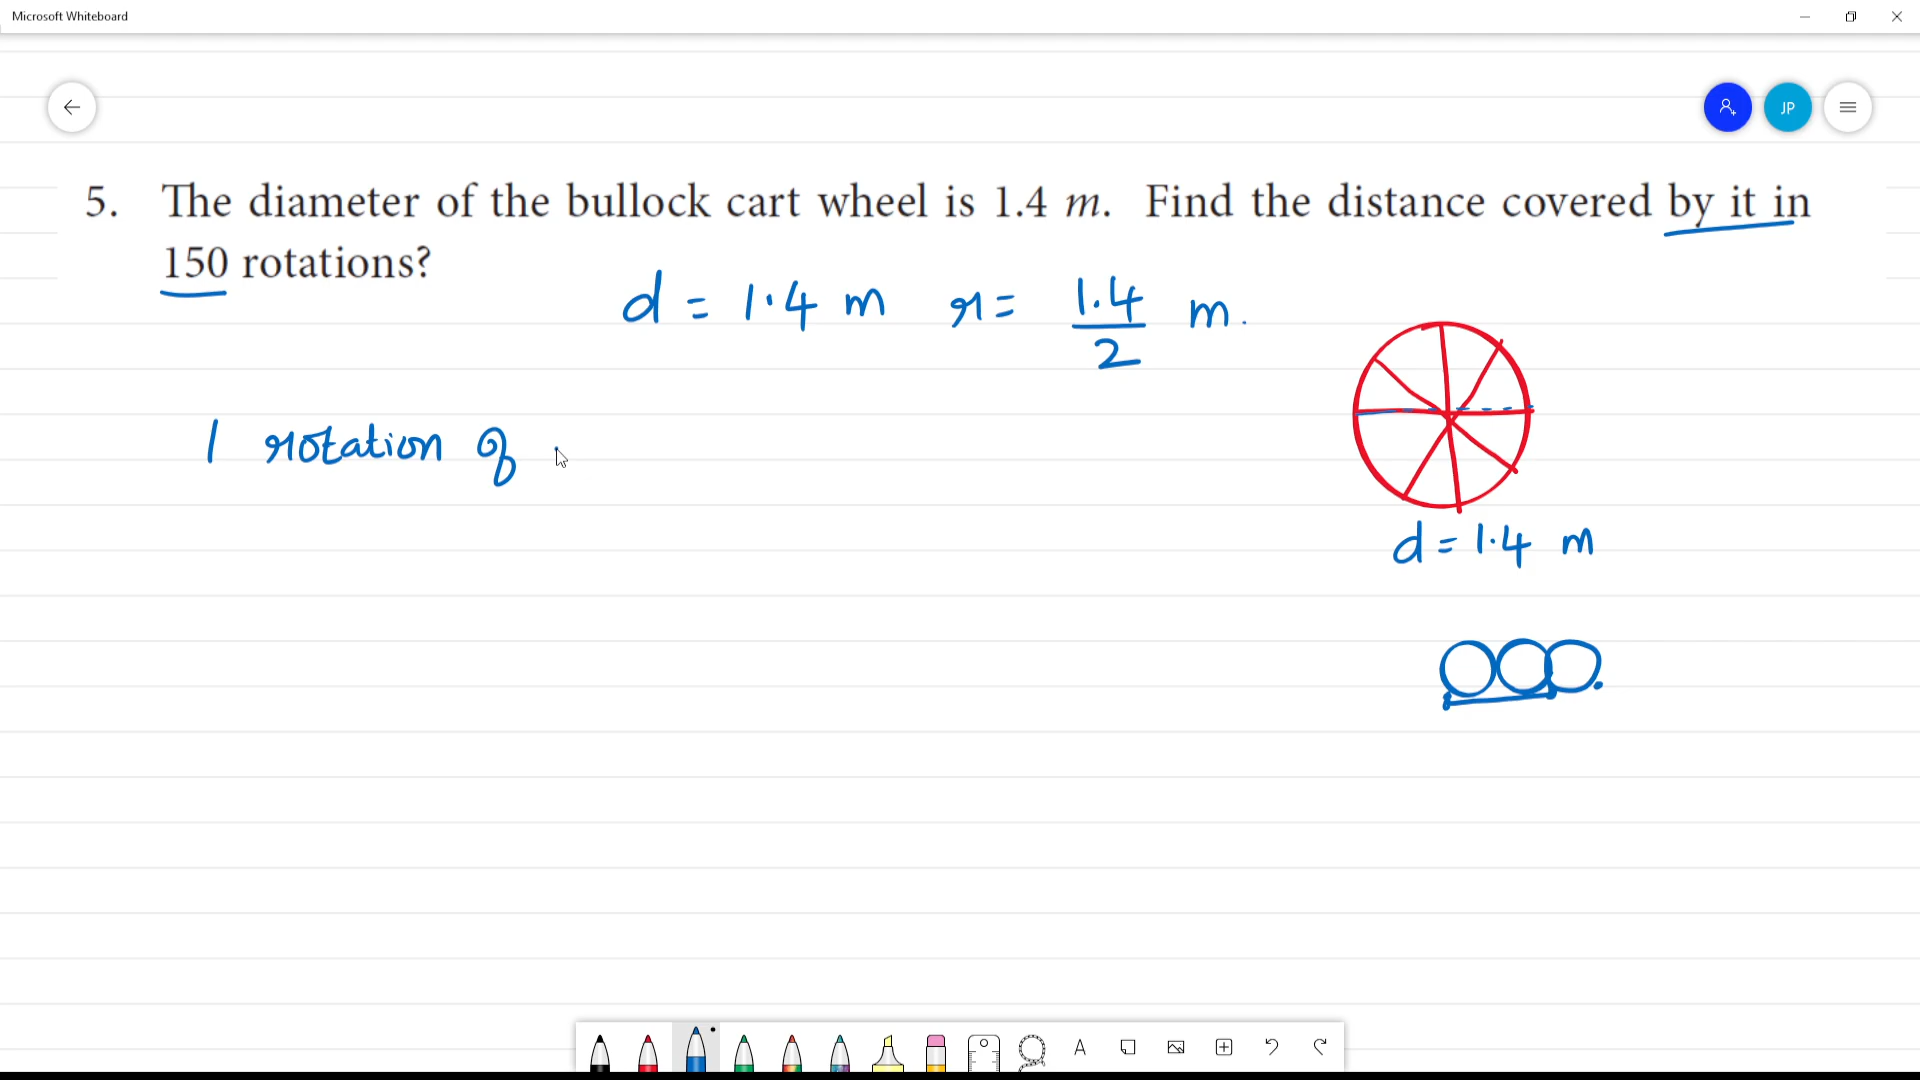 Microsoft Whiteboard
JP
5. The diameter of the bullock cart wheel is 1.4 m. Find the distance covered by it in
150 rotations?
d = 1.4 m r = 1.4/2 m.
1 rotation of
d = 1.4 m
A